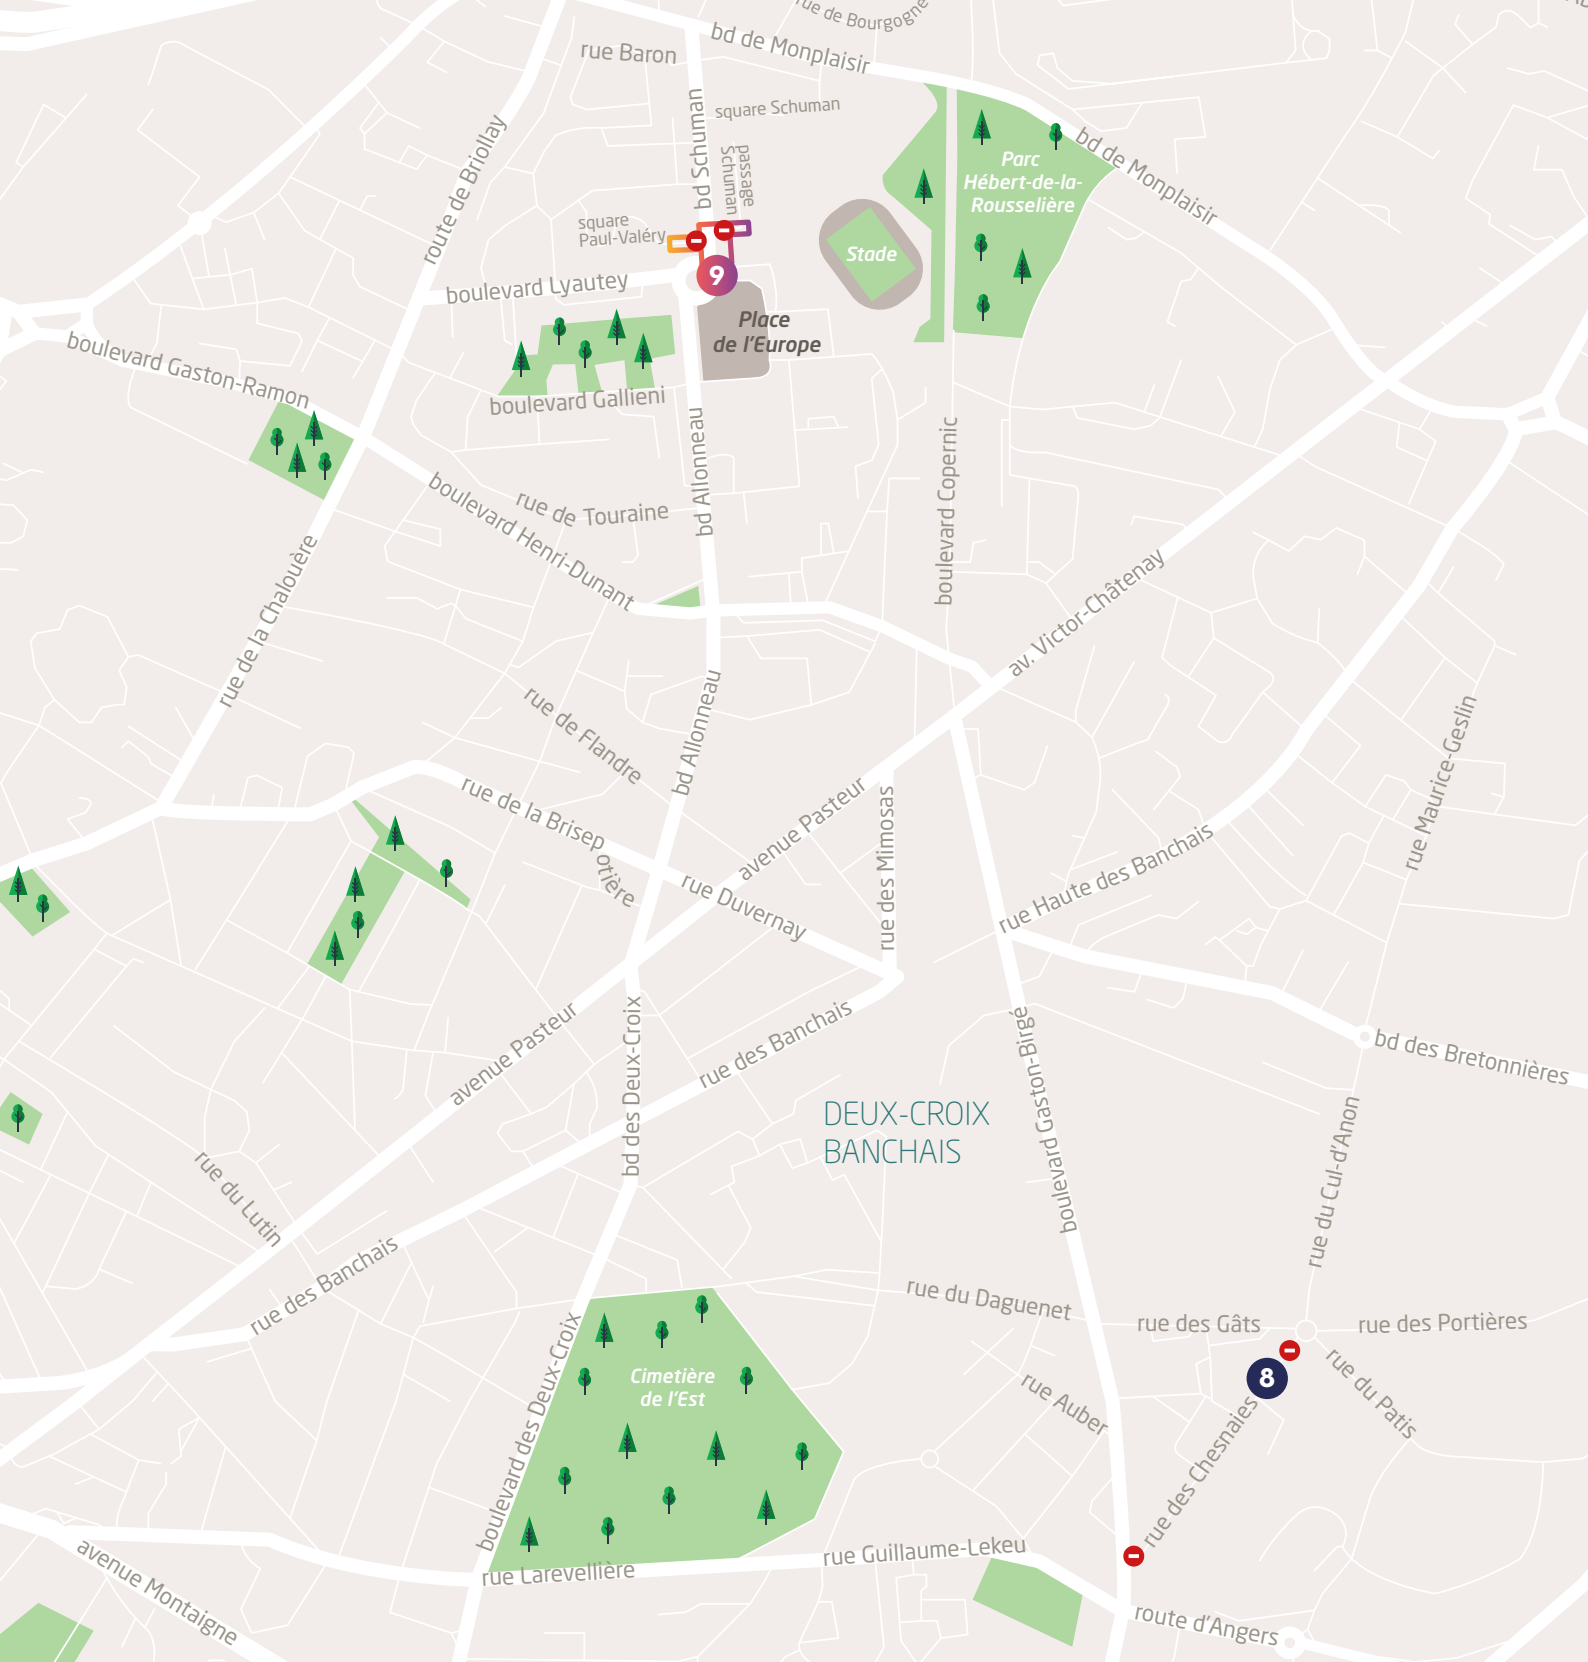 rue de Bourgogne
bd de Monplaisir
rue Baron
bd Schuman
square Schuman
passage
Schuman
route de Briollay
bd de Monplaisir
Parc
Hébert-de-la-
Rousselière
square
Paul-Valéry
Stade
9
boulevard Lyautey
Place
de l'Europe
boulevard Gaston-Ramon
boulevard Gallieni
bd Allonneau
boulevard Copernic
boulevard Henri-Dunant
rue de Touraine
rue de la Chalouère
av. Victor-Châtenay
rue de Flandre
bd Allonneau
rue Maurice-Geslin
rue de la Brisepotière
avenue Pasteur
rue des Mimosas
rue Haute des Banchais
rue Duvernay
avenue Pasteur
bd des Deux-Croix
rue des Banchais
boulevard Gaston-Birgé
bd des Bretonnières
DEUX-CROIX
BANCHAIS
rue du Cul-d'Anon
rue du Lutin
rue des Banchais
rue du Daguenet
rue des Gâts
rue des Portières
boulevard des Deux-Croix
Cimetière
de l'Est
8
rue du Patis
rue Auber
rue des Chesnaies
rue Guillaume-Lekeu
rue Larevellière
avenue Montaigne
route d'Angers